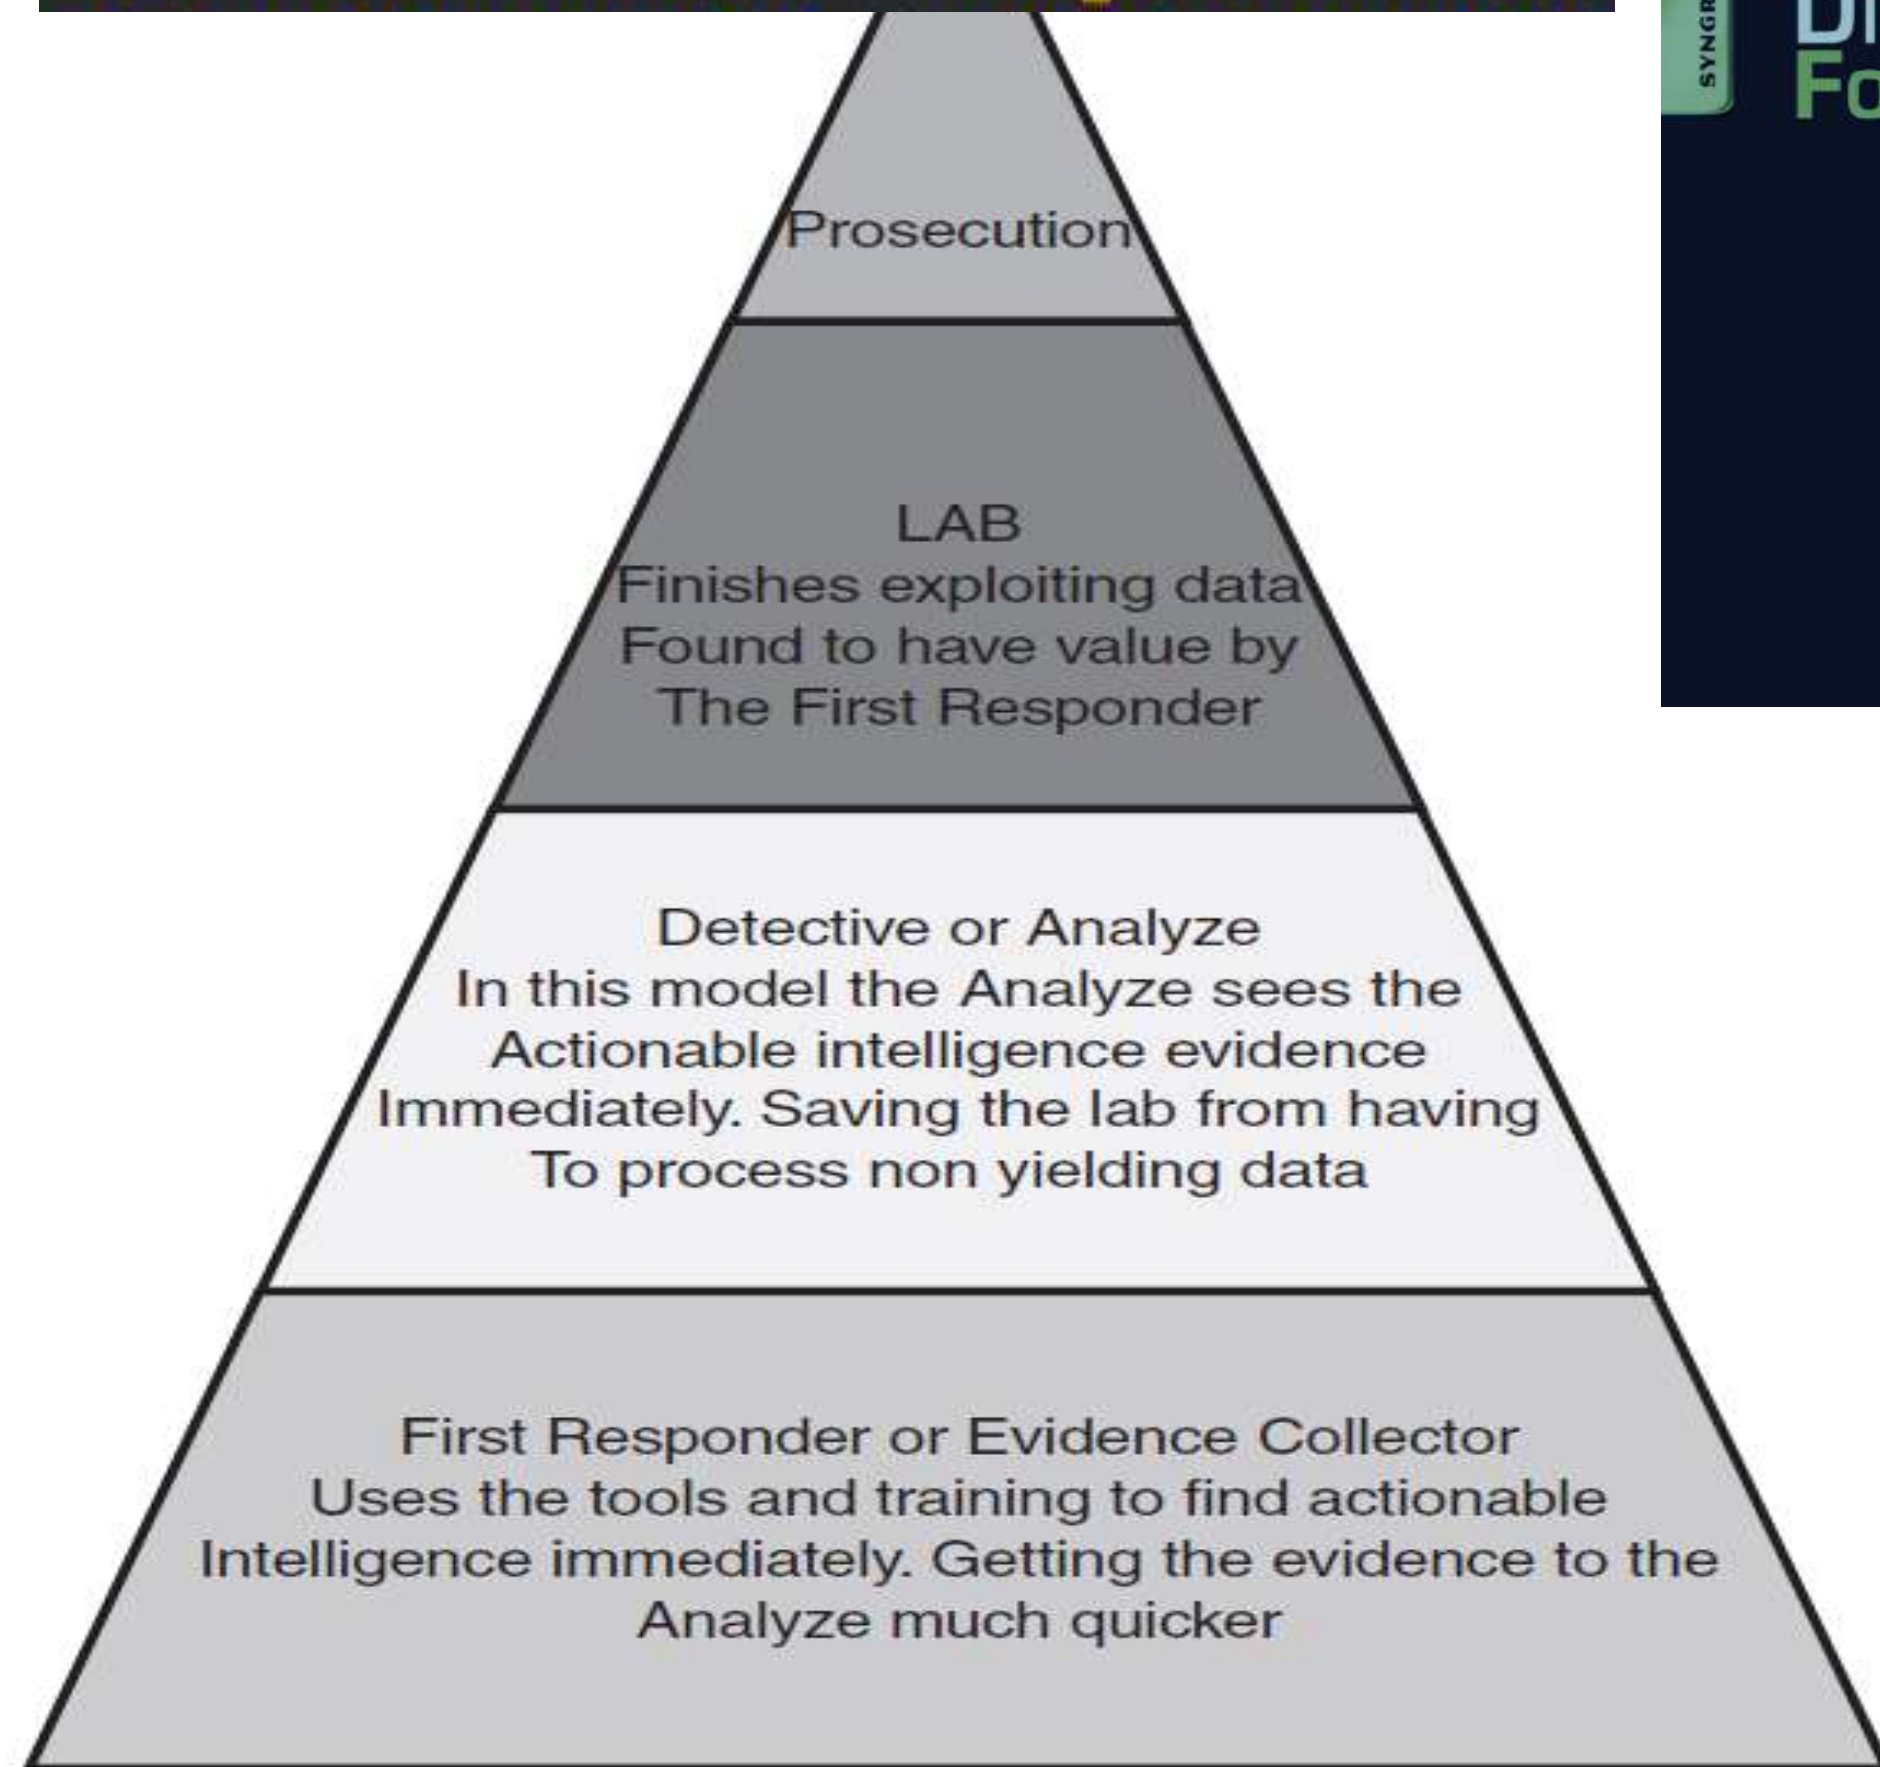 Prosecution
LAB
Finishes exploiting data
Found to have value by
The First Responder
Detective or Analyze
In this model the Analyze sees the
Actionable intelligence evidence
Immediately. Saving the lab from having
To process non yielding data
First Responder or Evidence Collector
Uses the tools and training to find actionable
Intelligence immediately. Getting the evidence to the
Analyze much quicker